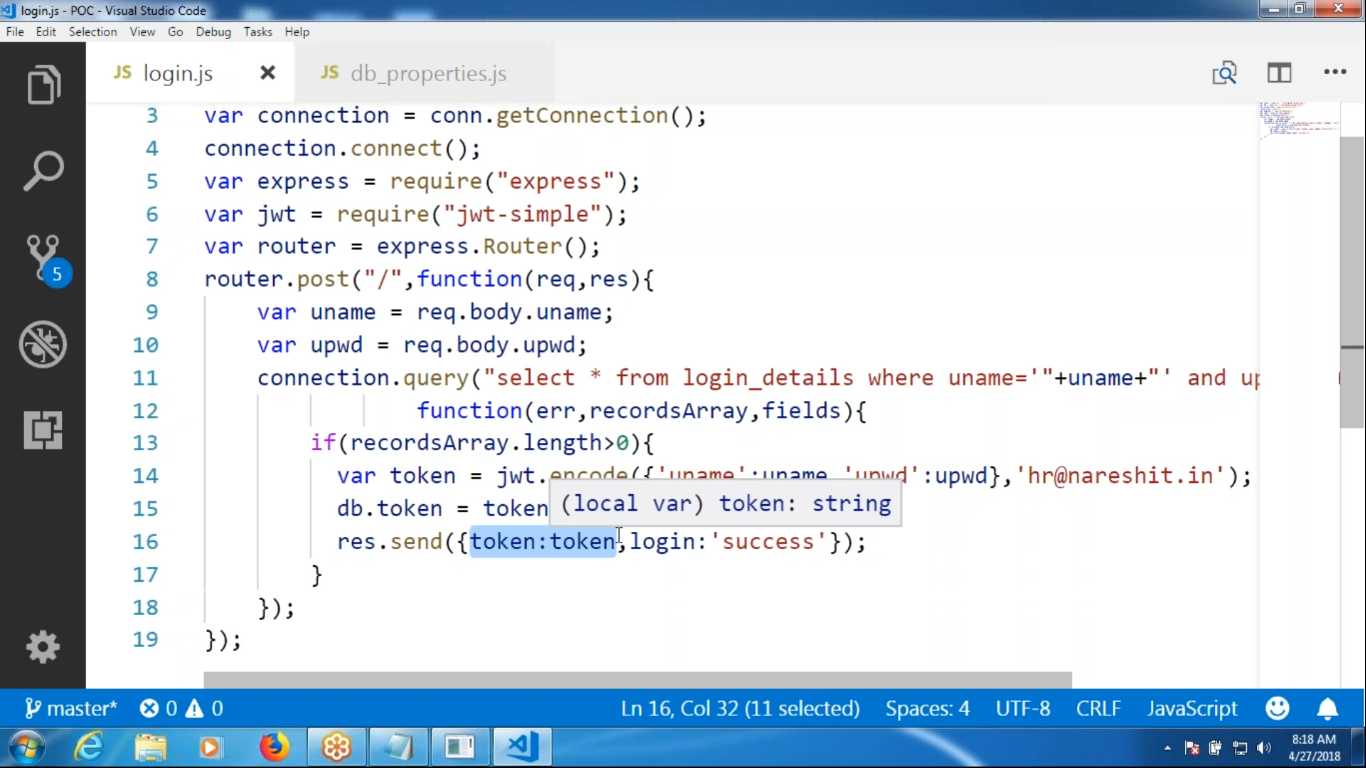 login.js - POC - Visual Studio Code
File Edit Selection View Go Debug Tasks Help
JS login.js JS db_properties.js
3 var connection = conn.getConnection();
4 connection.connect();
5 var express = require("express");
6 var jwt = require("jwt-simple");
7 var router = express.Router();
8 router.post("/",function(req,res){
9 var uname = req.body.uname;
10 var upwd = req.body.upwd;
11 connection.query("select * from login_details where uname='"+uname+"' and up
12 function(err,recordsArray,fields){
13 if(recordsArray.length>0){
14 var token = jwt.encode({'uname':uname,'upwd':upwd},'hr@nareshit.in');
(local var) token: string
15 db.token = token
16 res.send({token:token,login:'success'});
17 }
18 });
19 });
5
master* 0 0 Ln 16, Col 32 (11 selected) Spaces: 4 UTF-8 CRLF JavaScript
8:18 AM
4/27/2018